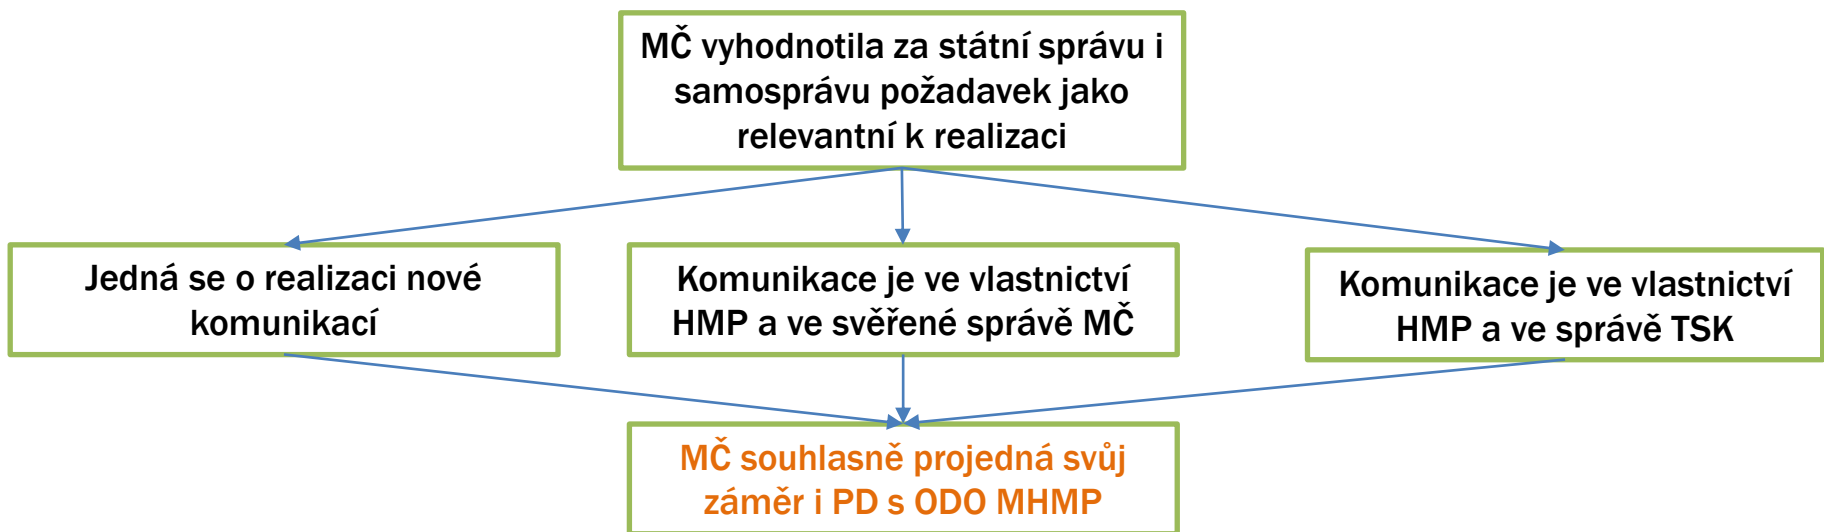 MČ vyhodnotila za státní správu i
samosprávu požadavek jako
relevantní k realizaci
Jedná se o realizaci nové
komunikací
Komunikace je ve vlastnictví
HMP a ve svěřené správě MČ
Komunikace je ve vlastnictví
HMP a ve správě TSK
MČ souhlasně projedná svůj
záměr i PD s ODO MHMP